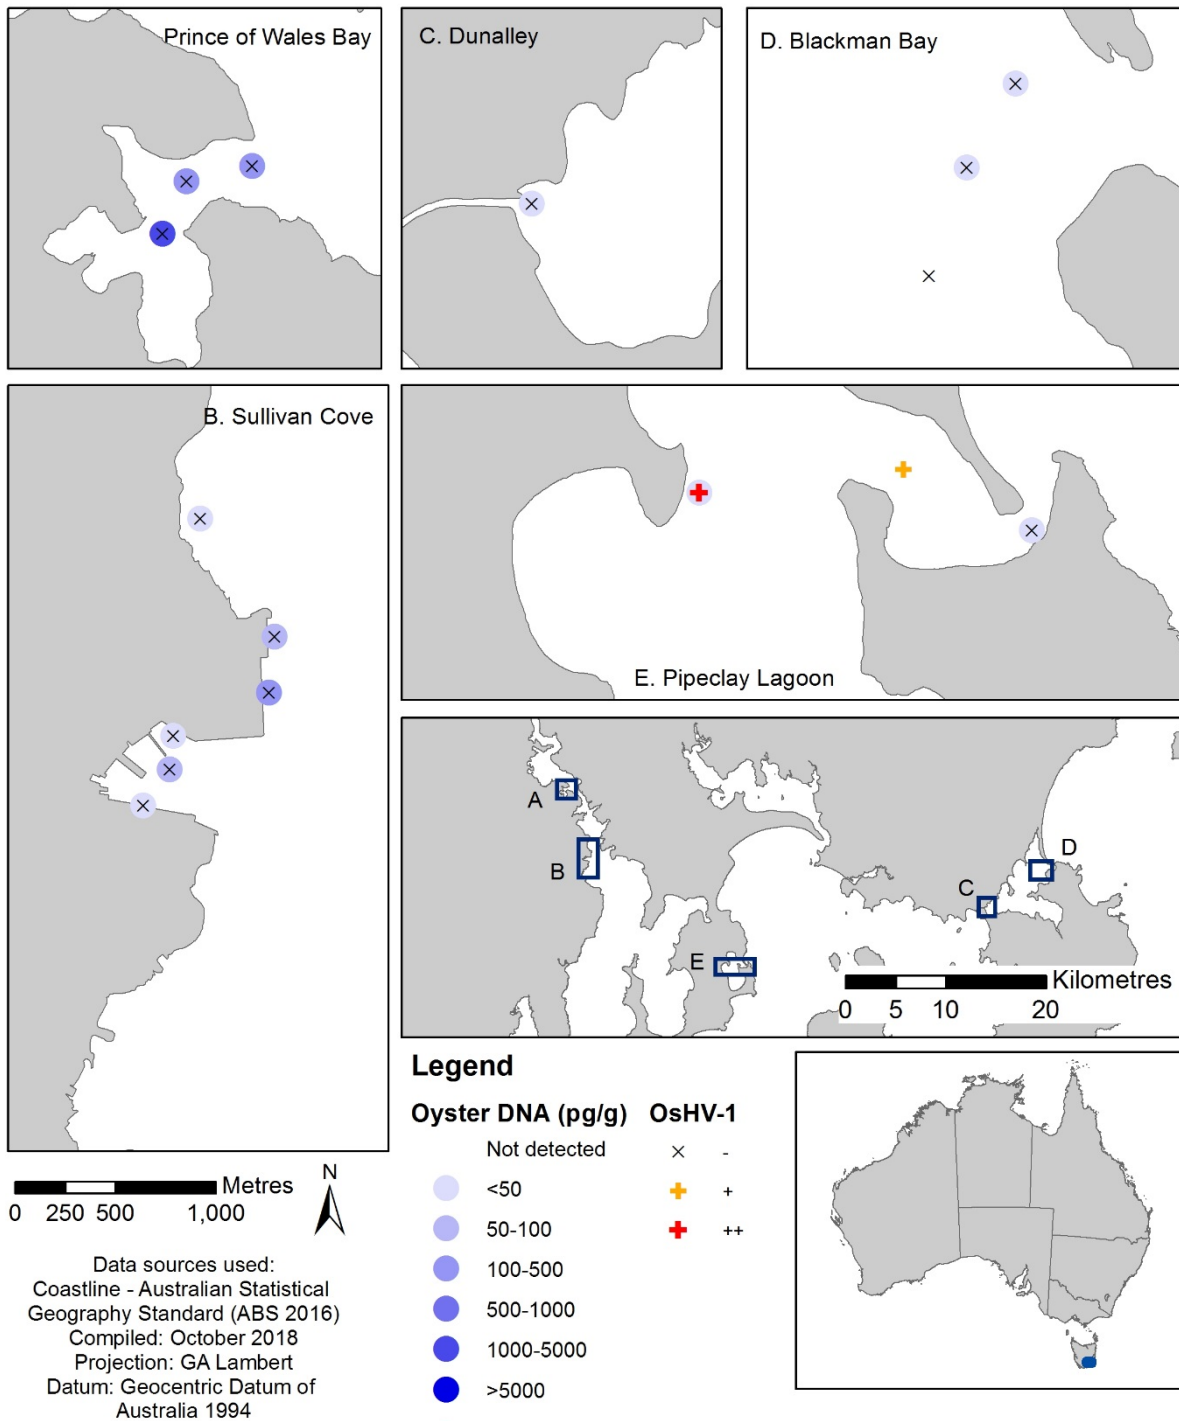 Prince of Wales Bay
C. Dunalley
D. Blackman Bay
B. Sullivan Cove
E. Pipeclay Lagoon
A
B
C
D
E
Kilometres
0 5 10 20
Legend
Oyster DNA (pg/g) OsHV-1
Not detected -
<50 +
50-100 ++
100-500
500-1000
1000-5000
>5000
Metres
0 250 500 1,000
N
Data sources used:
Coastline - Australian Statistical
Geography Standard (ABS 2016)
Compiled: October 2018
Projection: GA Lambert
Datum: Geocentric Datum of
Australia 1994